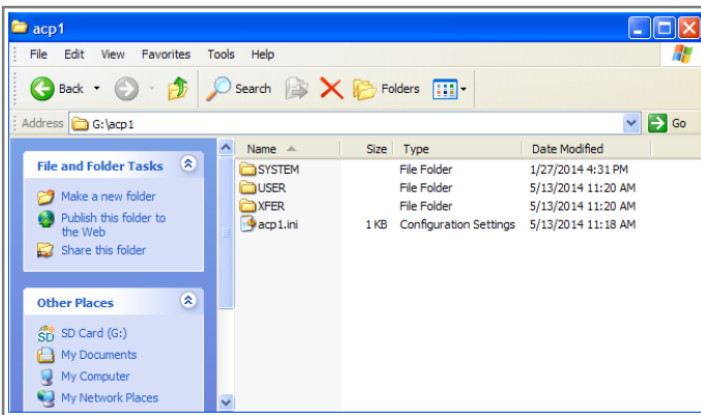 acp1
File Edit View Favorites Tools Help
Back Search Folders
Address G:\acp1 Go
Name Size Type Date Modified
SYSTEM File Folder 1/27/2014 4:31 PM
USER File Folder 5/13/2014 11:20 AM
XFER File Folder 5/13/2014 11:20 AM
acp1.ini 1 KB Configuration Settings 5/13/2014 11:18 AM
File and Folder Tasks
Make a new folder
Publish this folder to
the Web
Share this folder
Other Places
SD
SD Card (G:)
My Documents
My Computer
My Network Places